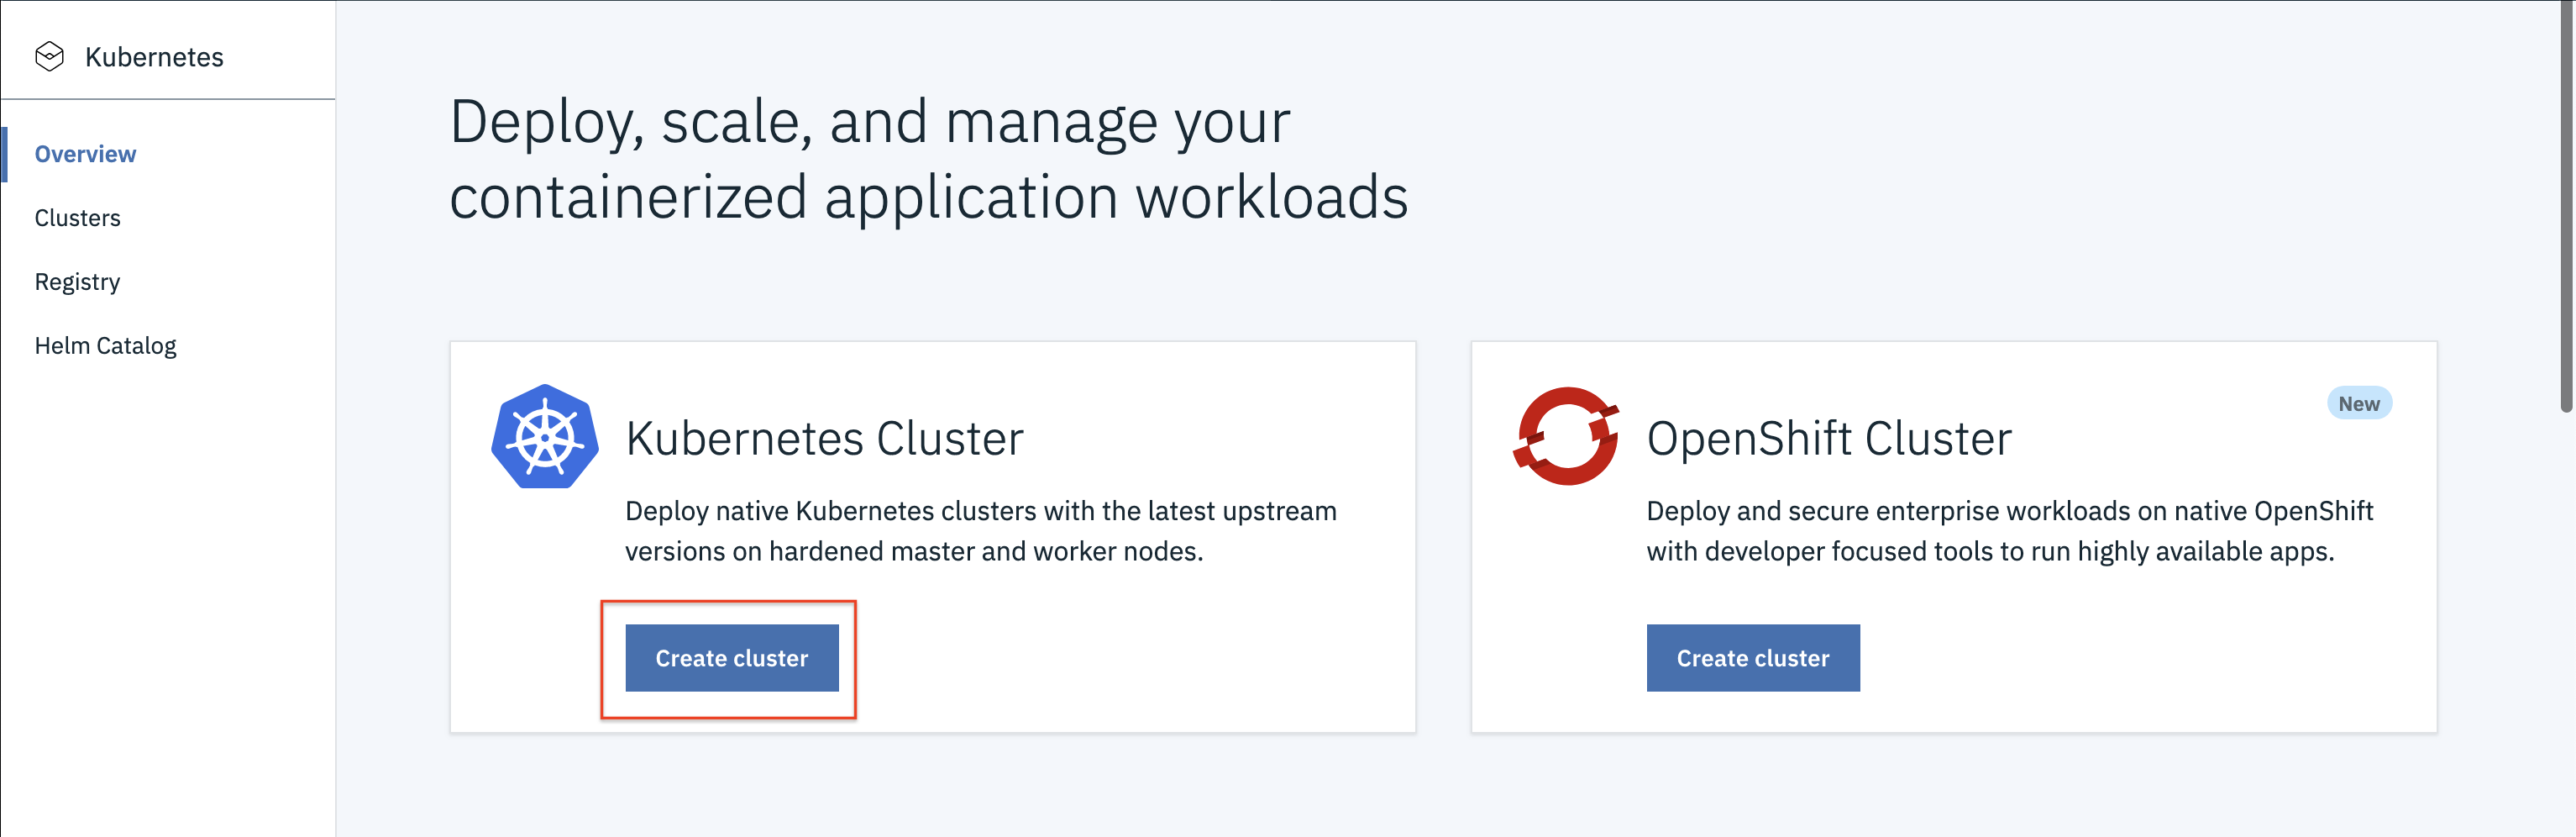 Kubernetes
Overview
Clusters
Registry
Helm Catalog
Deploy, scale, and manage your
containerized application workloads
Kubernetes Cluster
Deploy native Kubernetes clusters with the latest upstream
versions on hardened master and worker nodes.
Create cluster
New
OpenShift Cluster
Deploy and secure enterprise workloads on native OpenShift
with developer focused tools to run highly available apps.
Create cluster